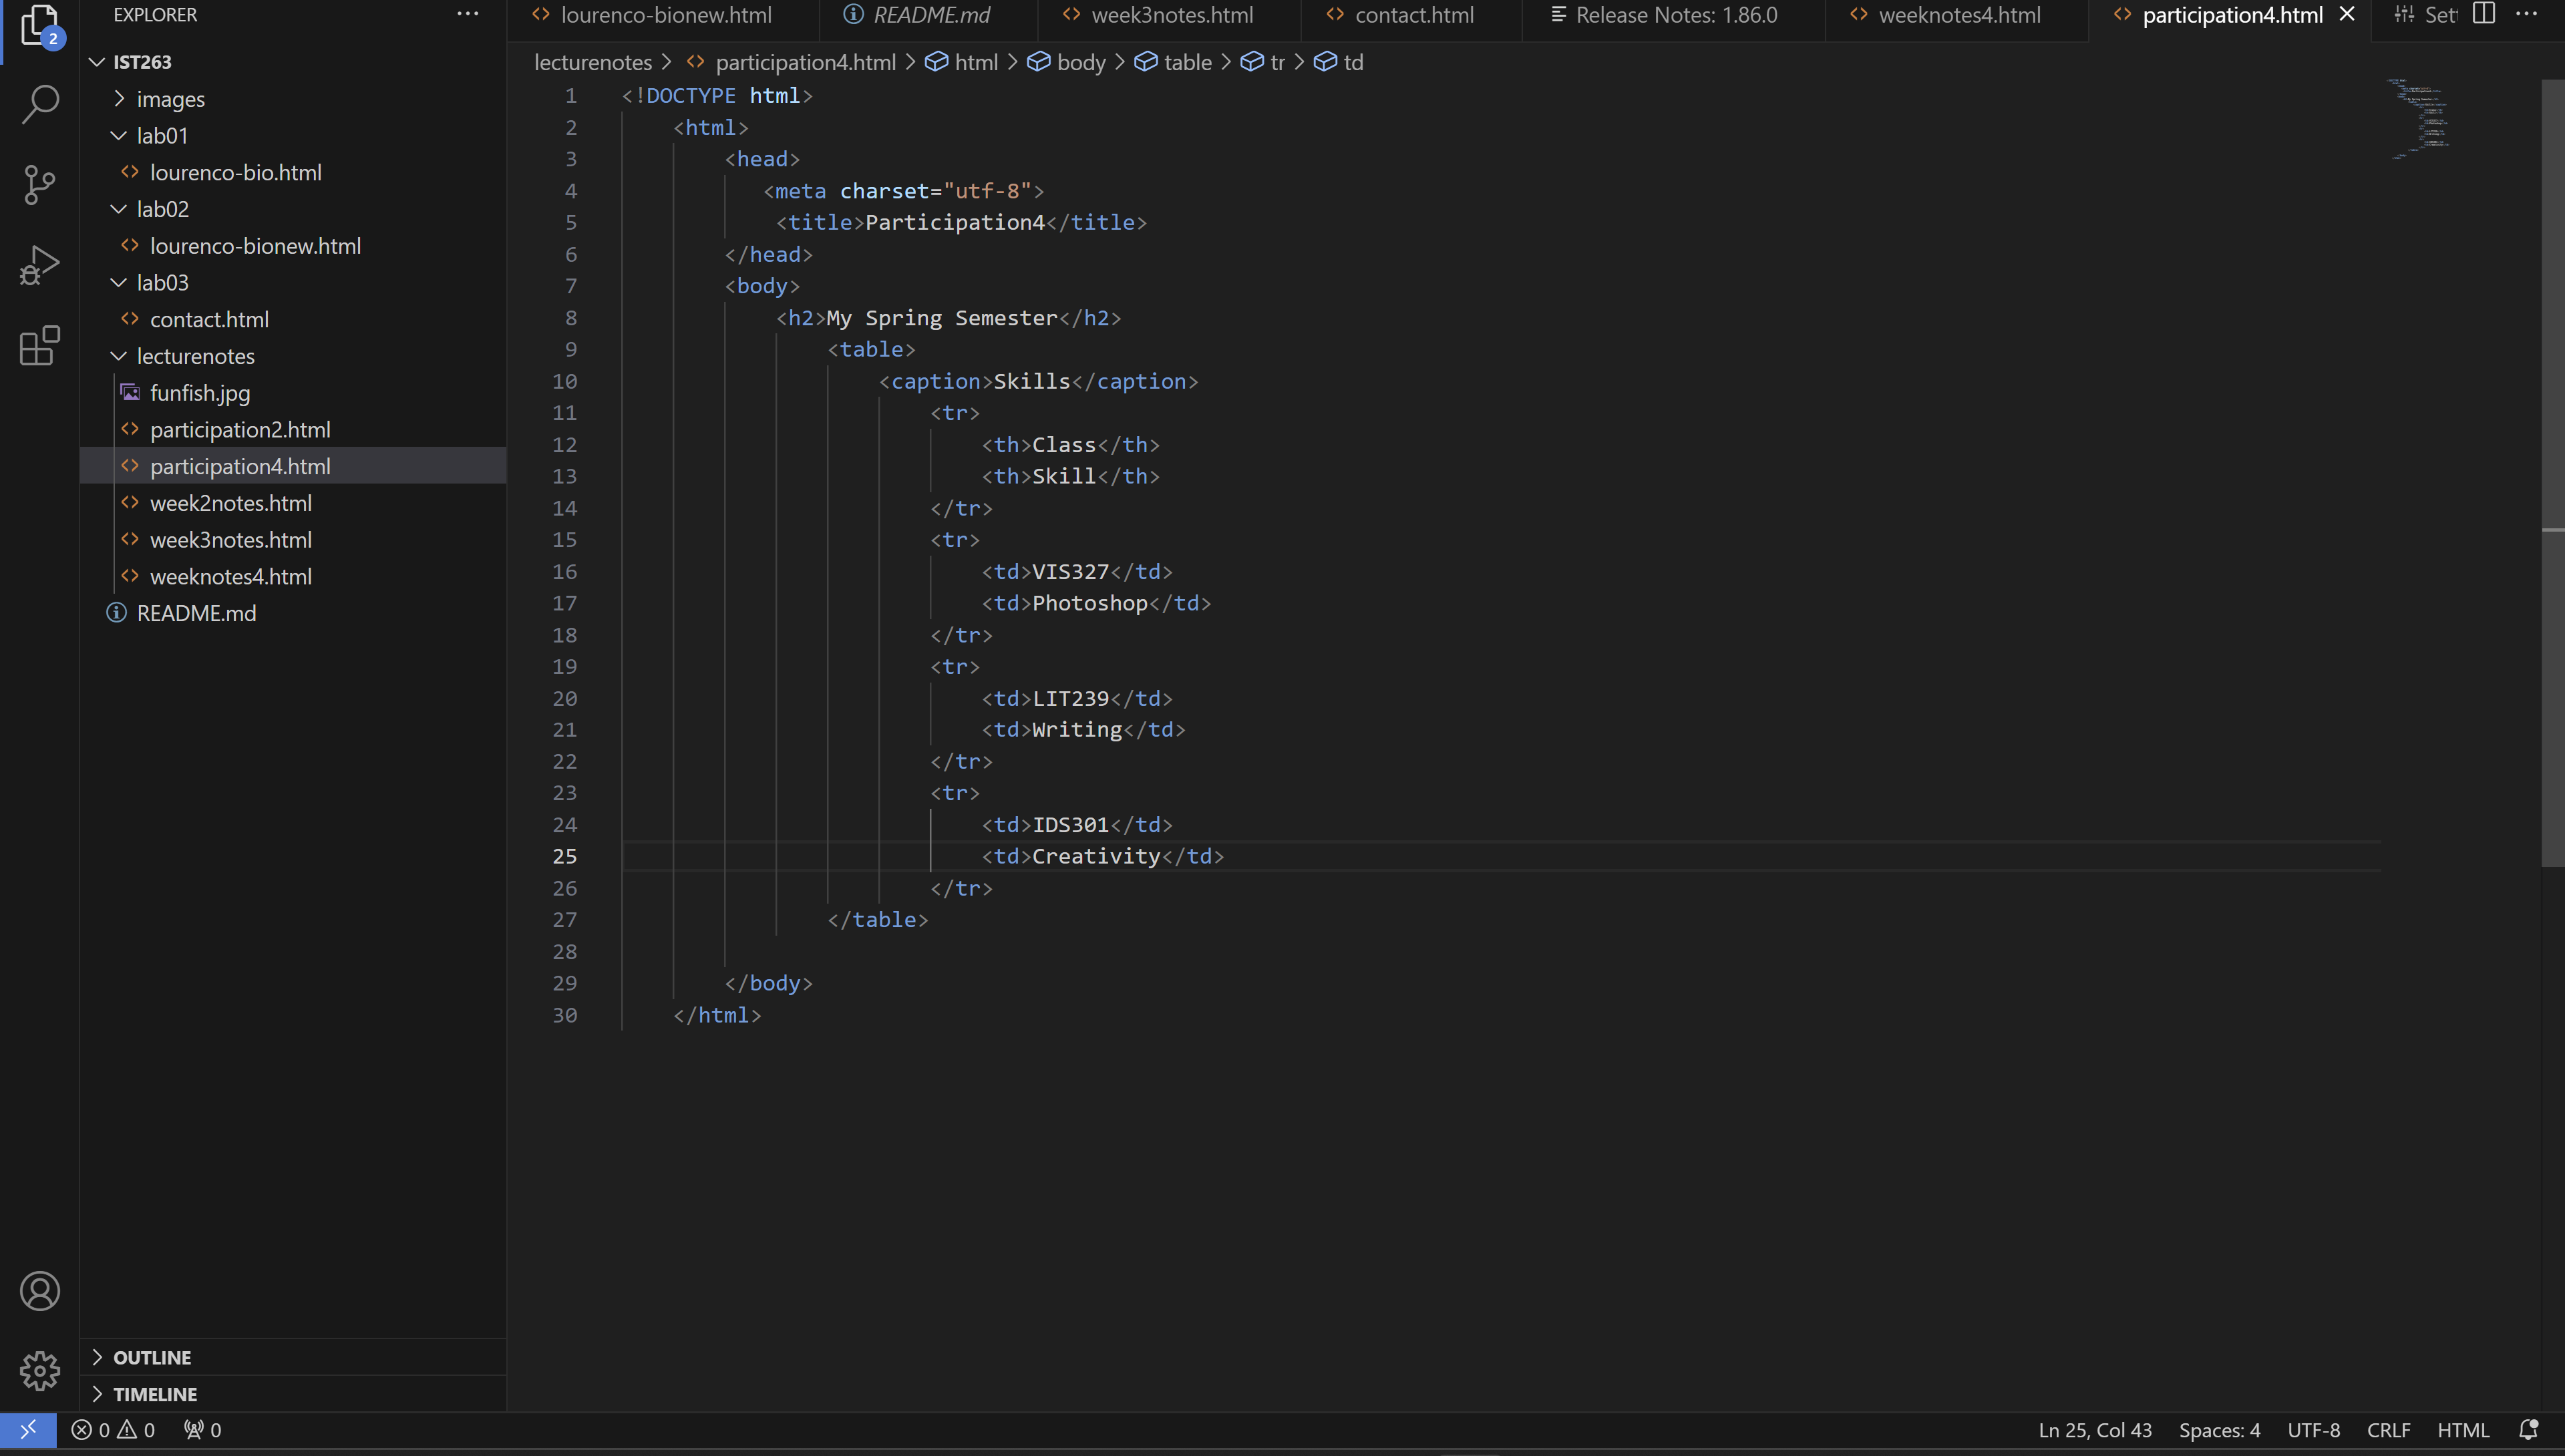 EXPLORER
2
IST263
images
lab01
lourenco-bio.html
lab02
lourenco-bionew.html
lab03
contact.html
lecturenotes
funfish.jpg
participation2.html
participation4.html
week2notes.html
week3notes.html
weeknotes4.html
README.md
OUTLINE
TIMELINE
lourenco-bionew.html README.md week3notes.html contact.html Release Notes: 1.86.0 weeknotes4.html participation4.html Set
lecturenotes > participation4.html > html > body > table > tr > td
1 <!DOCTYPE html>
2 <html>
3 <head>
4 <meta charset="utf-8">
5 <title>Participation4</title>
6 </head>
7 <body>
8 <h2>My Spring Semester</h2>
9 <table>
10 <caption>Skills</caption>
11 <tr>
12 <th>Class</th>
13 <th>Skill</th>
14 </tr>
15 <tr>
16 <td>VIS327</td>
17 <td>Photoshop</td>
18 </tr>
19 <tr>
20 <td>LIT239</td>
21 <td>Writing</td>
22 </tr>
23 <tr>
24 <td>IDS301</td>
25 <td>Creativity</td>
26 </tr>
27 </table>
28
29 </body>
30 </html>
0 0 0 Ln 25, Col 43 Spaces: 4 UTF-8 CRLF HTML